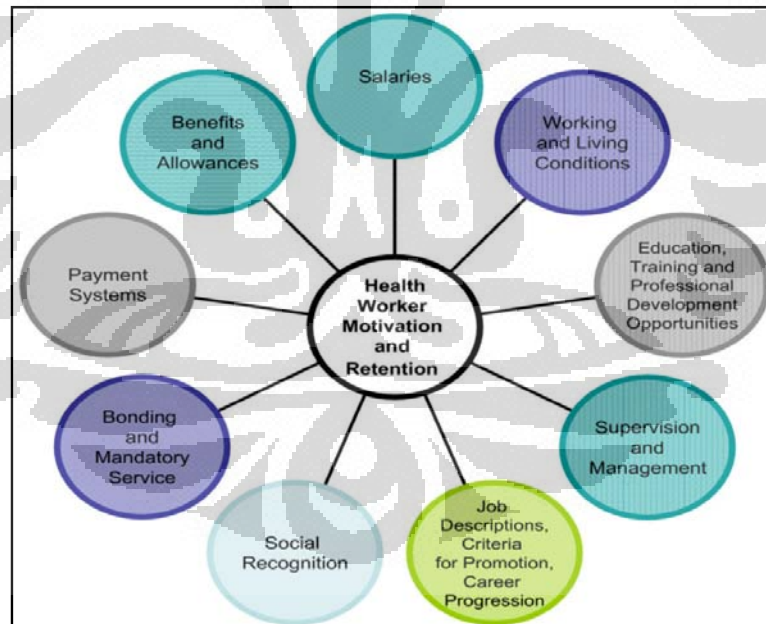 Salaries
Benefits
and
Allowances
Working
and Living
Conditions
Payment
Systems
Health
Worker
Motivation
and
Retention
Education,
Training and
Professional
Development
Opportunities
Bonding
and
Mandatory
Service
Supervision
and
Management
Social
Recognition
Job
Descriptions,
Criteria
for Promotion,
Career
Progression